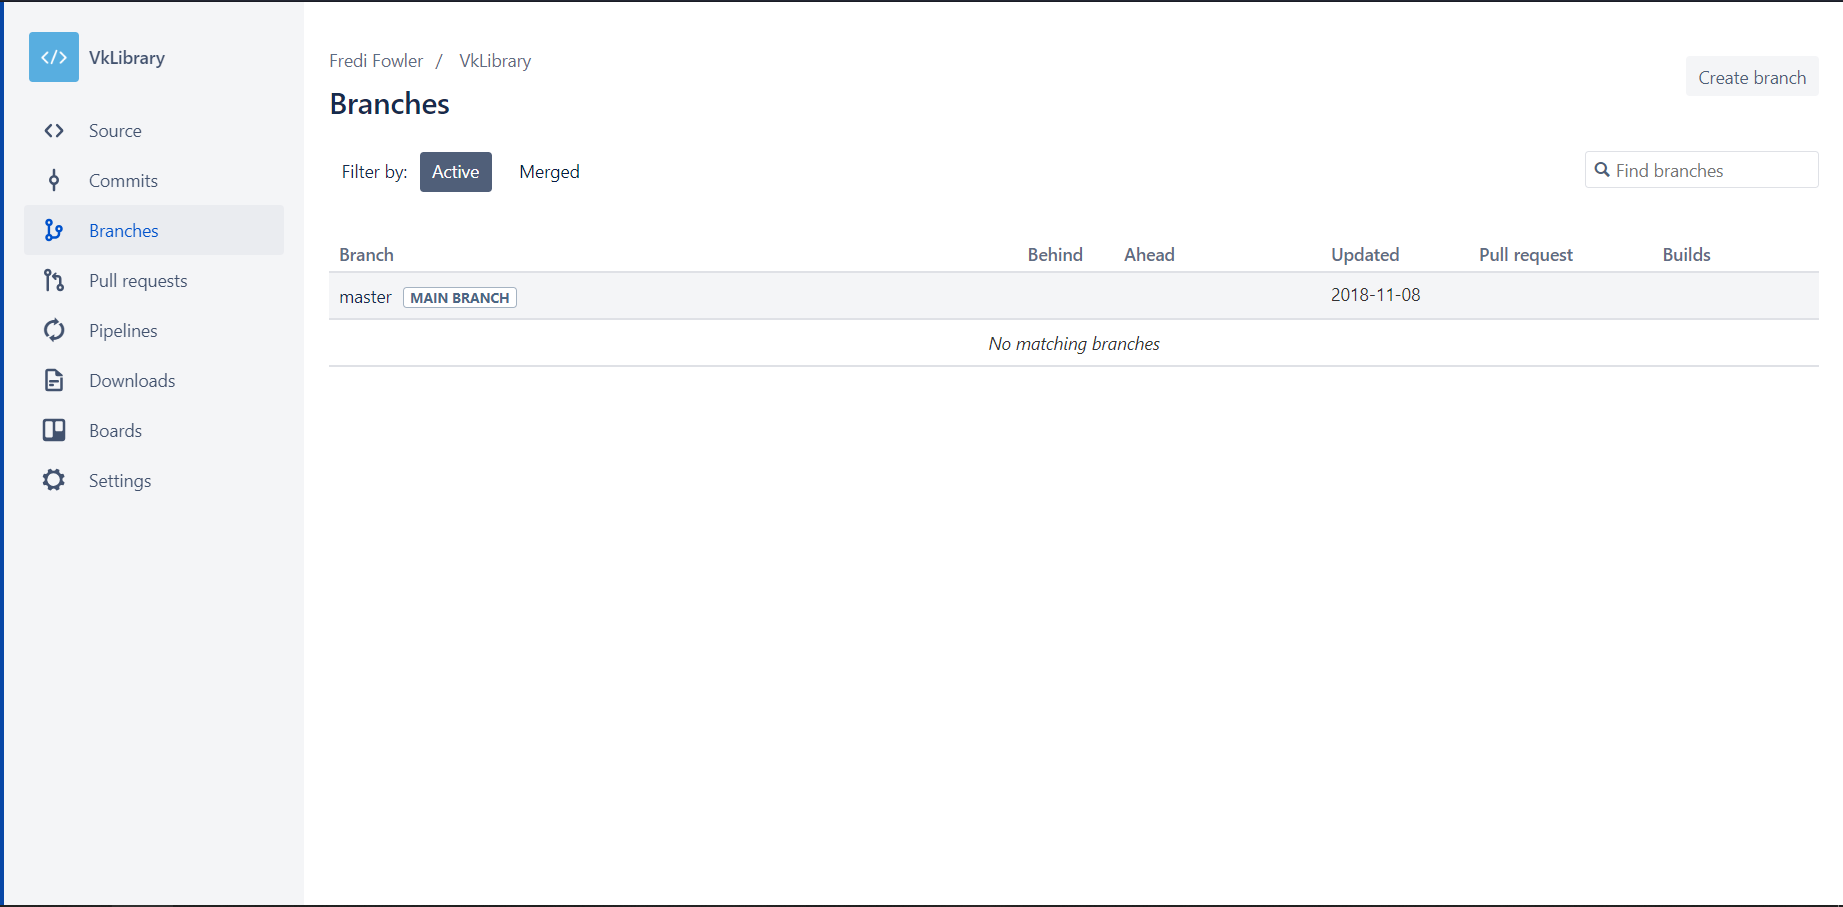 VkLibrary
Source
Commits
Branches
Pull requests
Pipelines
Downloads
Boards
Settings
Fredi Fowler / VkLibrary
Branches
Create branch
Filter by: Active Merged
Find branches
Branch Behind Ahead Updated Pull request Builds
master MAIN BRANCH 2018-11-08
No matching branches